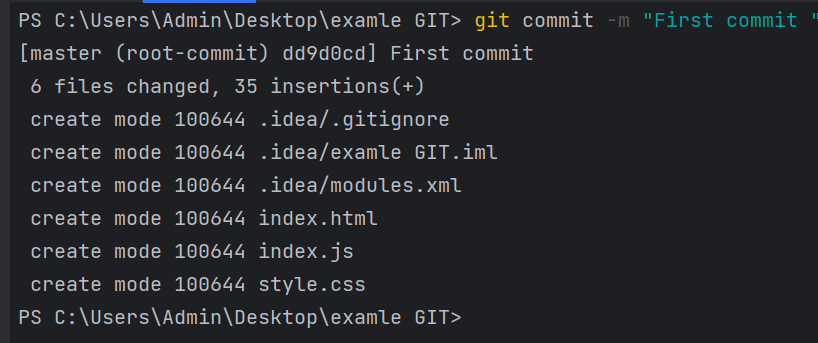 PS C:\Users\Admin\Desktop\examle GIT> git commit -m "First commit "
[master (root-commit) dd9d0cd] First commit
 6 files changed, 35 insertions(+)
 create mode 100644 .idea/.gitignore
 create mode 100644 .idea/examle GIT.iml
 create mode 100644 .idea/modules.xml
 create mode 100644 index.html
 create mode 100644 index.js
 create mode 100644 style.css
PS C:\Users\Admin\Desktop\examle GIT>